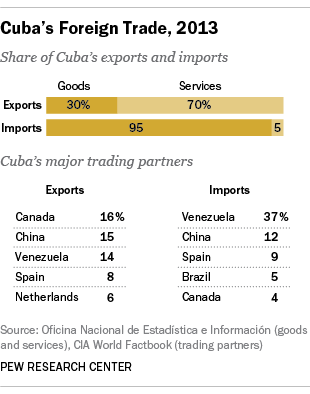 Cuba's Foreign Trade, 2013
Share of Cuba's exports and imports
Goods Services
Exports 30% 70%
Imports 95 5
Cuba's major trading partners
Exports Imports
Canada 16% Venezuela 37%
China 15 China 12
Venezuela 14 Spain 9
Spain 8 Brazil 5
Netherlands 6 Canada 4
Source: Oficina Nacional de Estadística e Información (goods
and services), CIA World Factbook (trading partners)
PEW RESEARCH CENTER